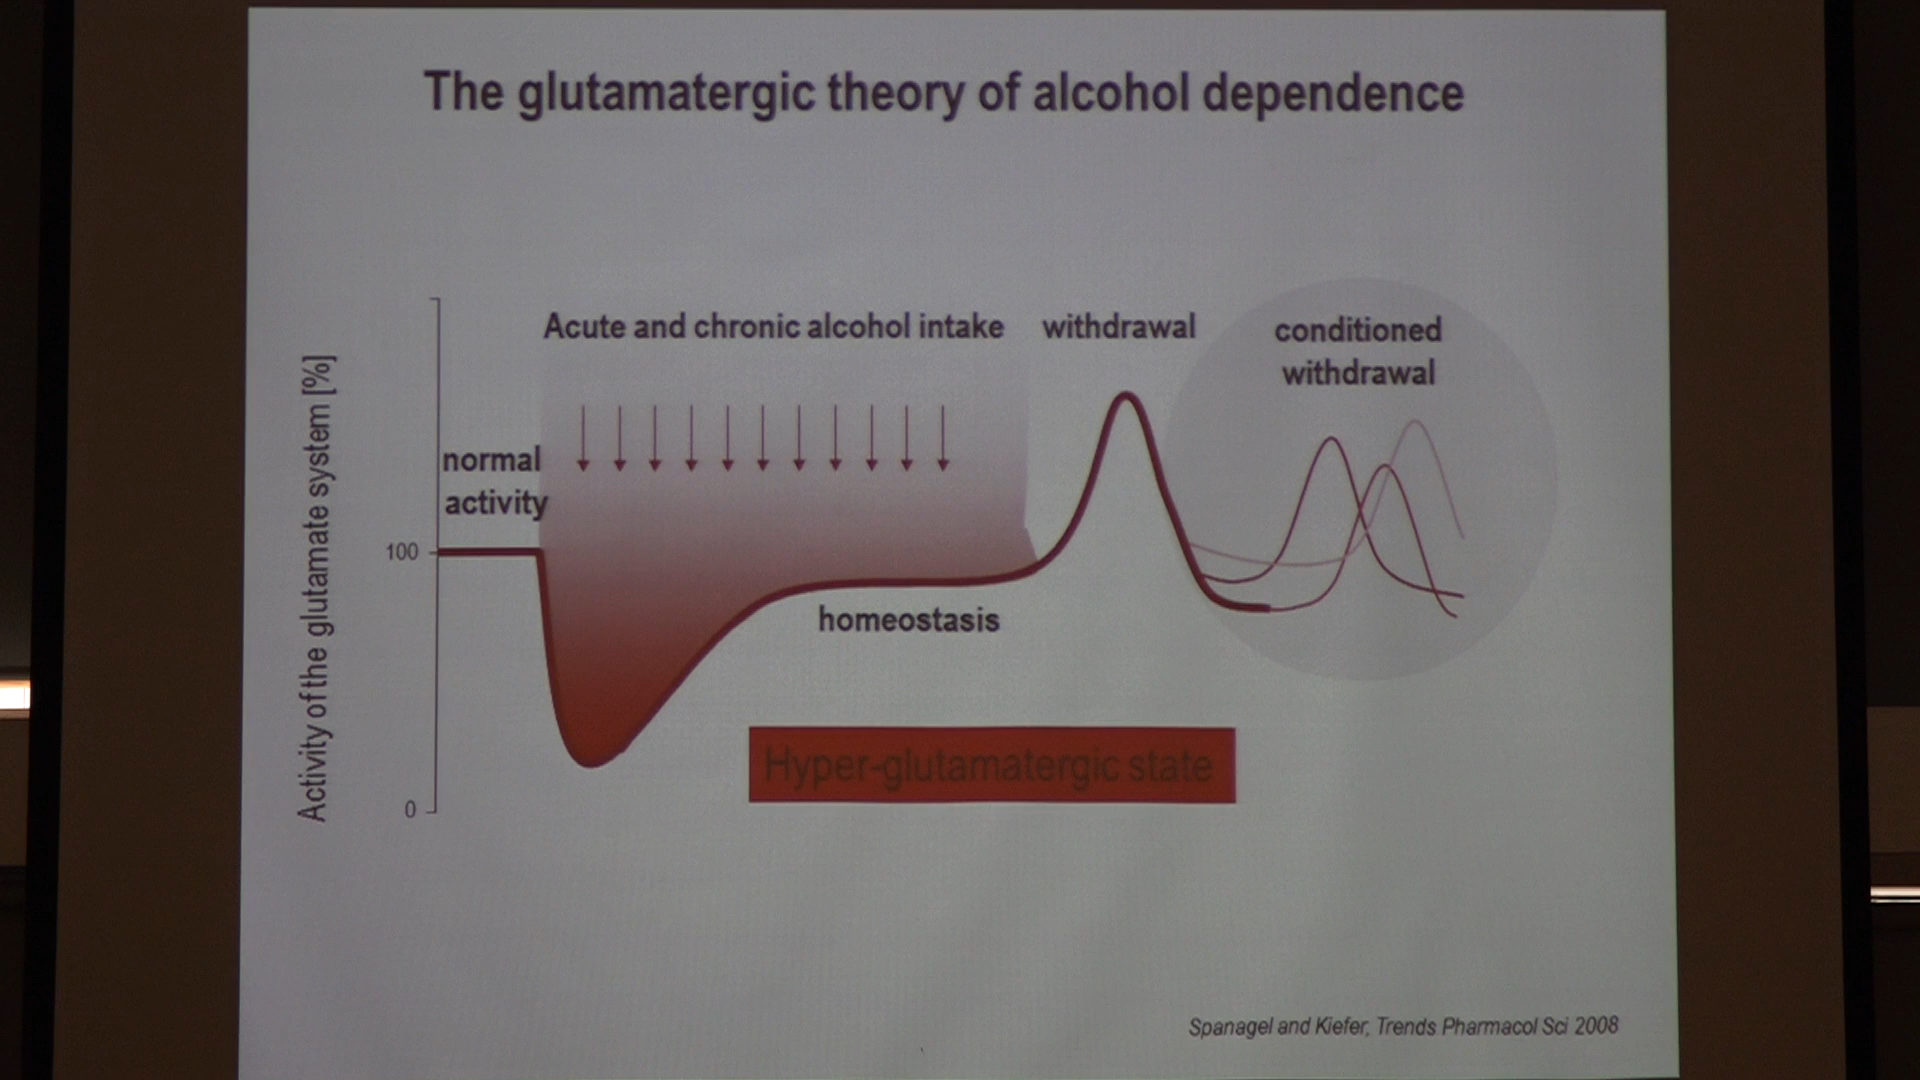 The glutamatergic theory of alcohol dependence
Acute and chronic alcohol intake
withdrawal
conditioned
withdrawal
normal
activity
Activity of the glutamate system [%]
100
homeostasis
Hyper-glutamatergic state
0
Spanagel and Kiefer, Trends Pharmacol Sci 2008